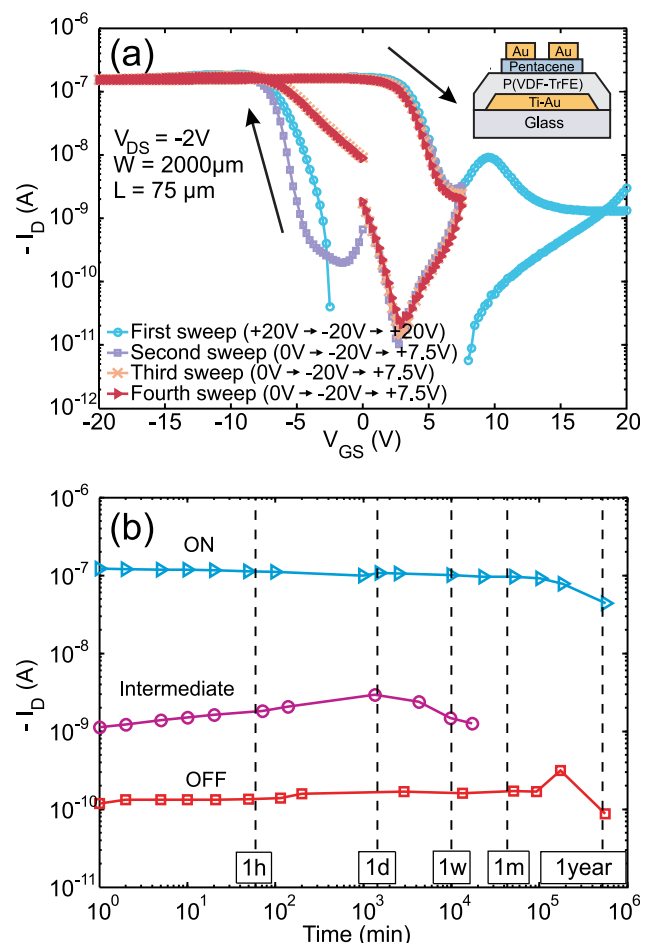 (a)
Au Au
Pentacene
P(VDF-TrFE)
Ti-Au
Glass
V_DS = -2V
W = 2000µm
L = 75 µm
First sweep (+20V → -20V → +20V)
Second sweep (0V → -20V → +7.5V)
Third sweep (0V → -20V → +7.5V)
Fourth sweep (0V → -20V → +7.5V)
- I_D (A)
10^-6
10^-7
10^-8
10^-9
10^-10
10^-11
10^-12
-20 -15 -10 -5 0 5 10 15 20
V_GS (V)
(b)
ON
Intermediate
OFF
1h 1d 1w 1m 1year
- I_D (A)
10^-6
10^-7
10^-8
10^-9
10^-10
10^-11
10^0 10^1 10^2 10^3 10^4 10^5 10^6
Time (min)